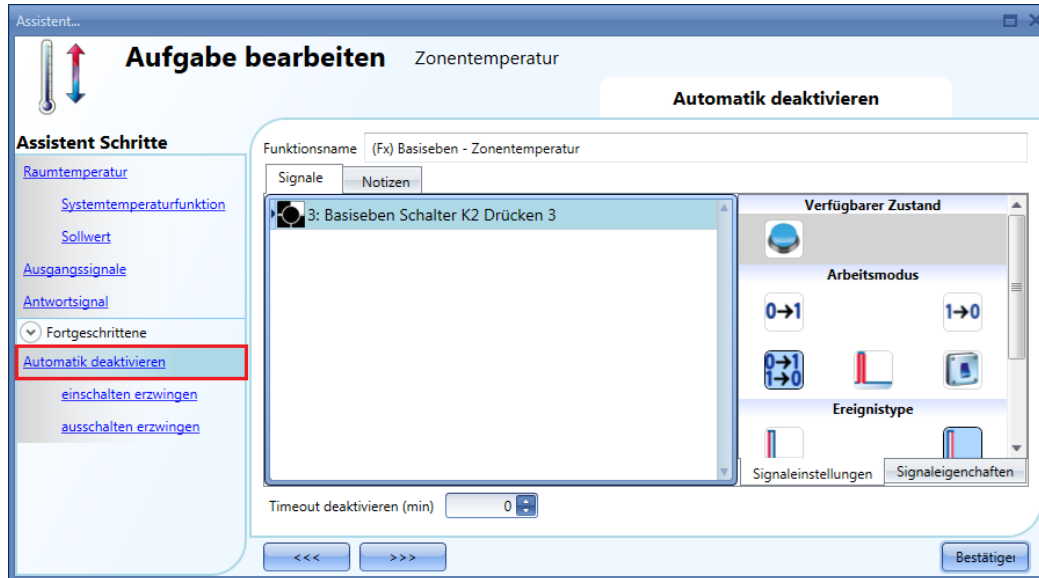 Assistent...
Aufgabe bearbeiten Zonentemperatur
Automatik deaktivieren
Assistent Schritte
Raumtemperatur
Systemtemperaturfunktion
Sollwert
Ausgangssignale
Antwortsignal
Fortgeschrittene
Automatik deaktivieren
einschalten erzwingen
ausschalten erzwingen
Funktionsname (Fx) Basiseben - Zonentemperatur
Signale Notizen
3: Basiseben Schalter K2 Drücken 3
Verfügbarer Zustand
Arbeitsmodus
0→1 1→0
0→1
1→0
Ereignistype
Signaleinstellungen Signaleigenchaften
Timeout deaktivieren (min) 0
<<< >>> Bestätiger